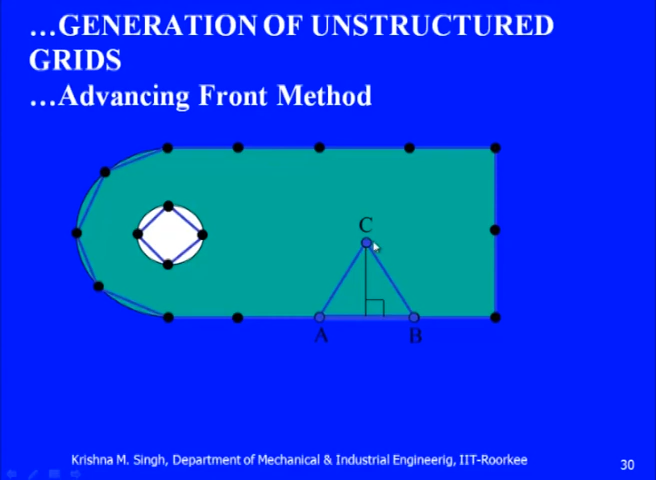 ...GENERATION OF UNSTRUCTURED
GRIDS
...Advancing Front Method
C
A
B
Krishna M. Singh, Department of Mechanical & Industrial Engineerig, IIT-Roorkee
30